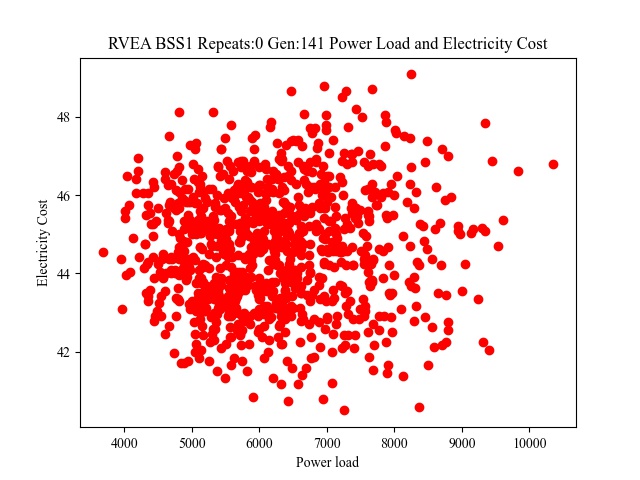 RVEA BSS1 Repeats:0 Gen:141 Power Load and Electricity Cost
48
46
44
42
Electricity Cost
4000 5000 6000 7000 8000 9000 10000
Power load